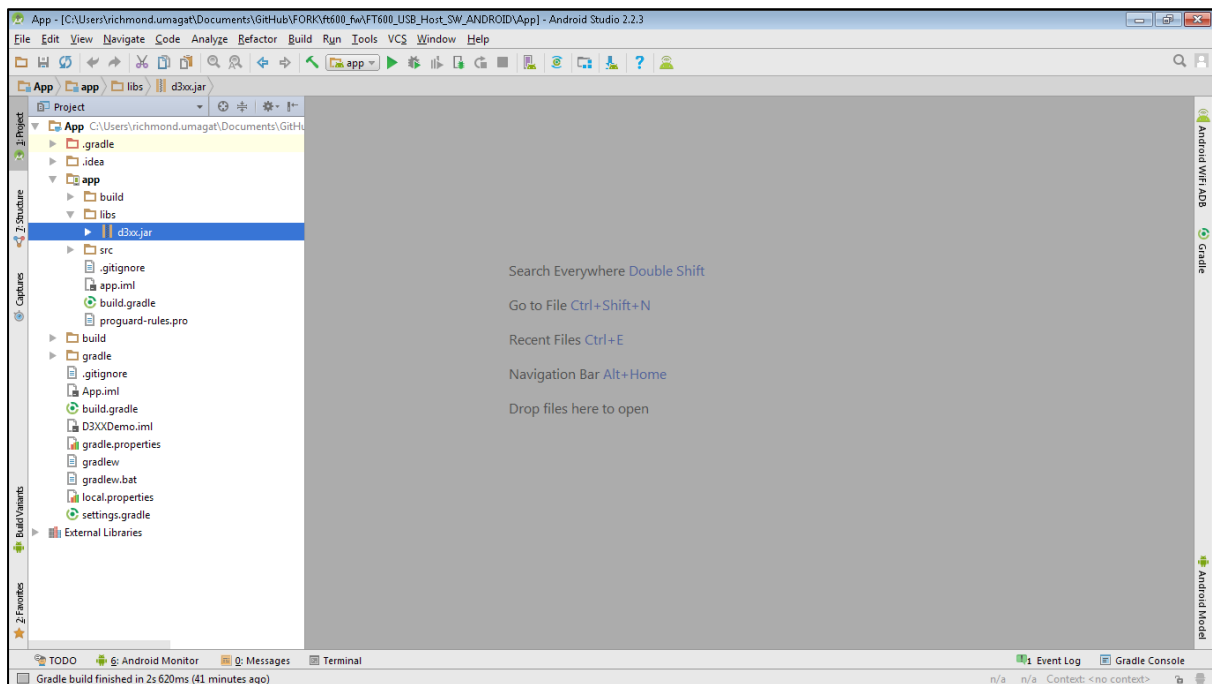 App - [C:\Users\richmond.umagat\Documents\GitHub\FORK\ft600_fw\FT600_USB_Host_SW_ANDROID\App] - Android Studio 2.2.3
File Edit View Navigate Code Analyze Refactor Build Run Tools VCS Window Help
app
App app libs d3xx.jar
Project
App C:\Users\richmond.umagat\Documents\GitHu
.gradle
.idea
app
build
libs
d3xx.jar
src
.gitignore
app.iml
build.gradle
proguard-rules.pro
build
gradle
.gitignore
App.iml
build.gradle
D3XXDemo.iml
gradle.properties
gradlew
gradlew.bat
local.properties
settings.gradle
External Libraries
1: Project
7: Structure
Captures
Build Variants
2: Favorites
Search Everywhere Double Shift
Go to File Ctrl+Shift+N
Recent Files Ctrl+E
Navigation Bar Alt+Home
Drop files here to open
Android WiFi ADB
Gradle
Android Model
TODO 6: Android Monitor 0: Messages Terminal 1 Event Log Gradle Console
Gradle build finished in 2s 620ms (41 minutes ago) n/a n/a Context: <no context>